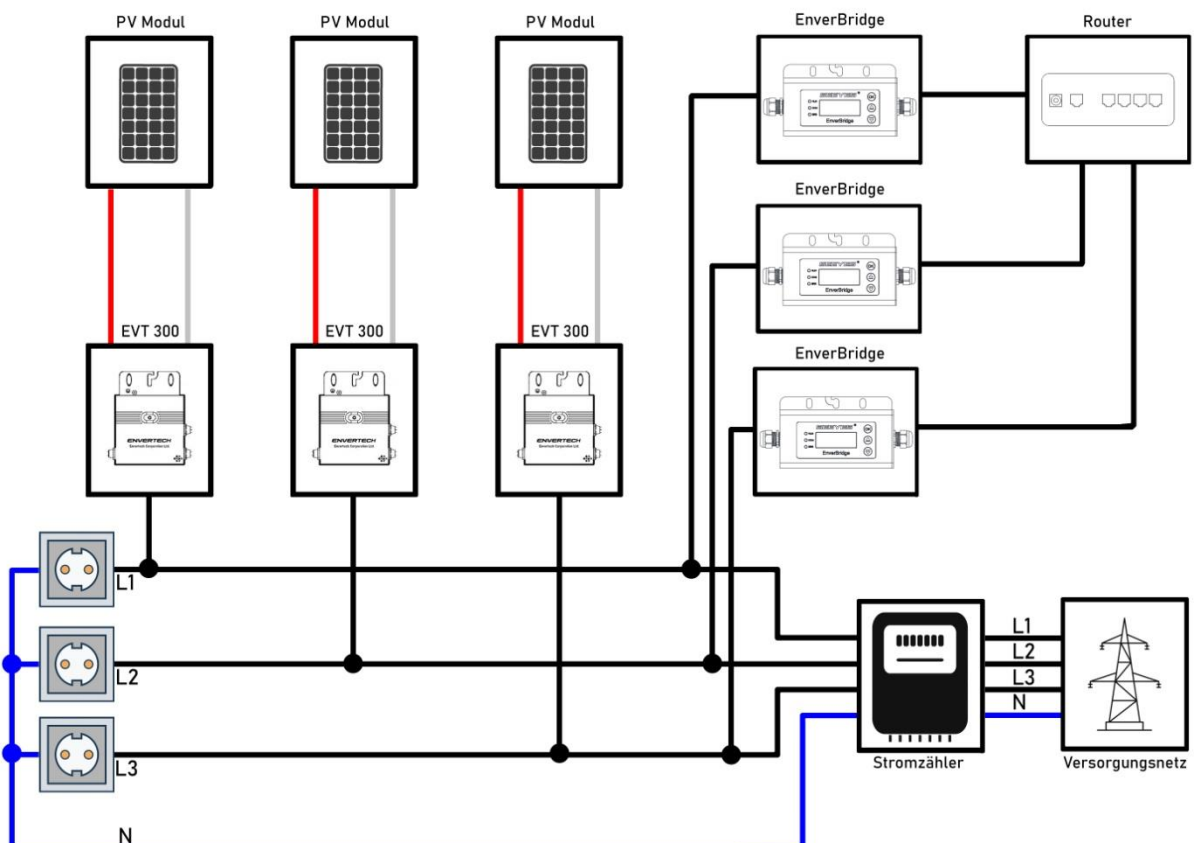 PV Modul
PV Modul
PV Modul
EnverBridge
Router
EnverBridge
EnverBridge
EnverBridge
EVT 300
EVT 300
EVT 300
EnverBridge
EnverBridge
ENVERTECH
ENVERTECH
ENVERTECH
EnverBridge
L1
L2
L3
N
L1
L2
L3
N
Stromzähler
Versorgungsnetz